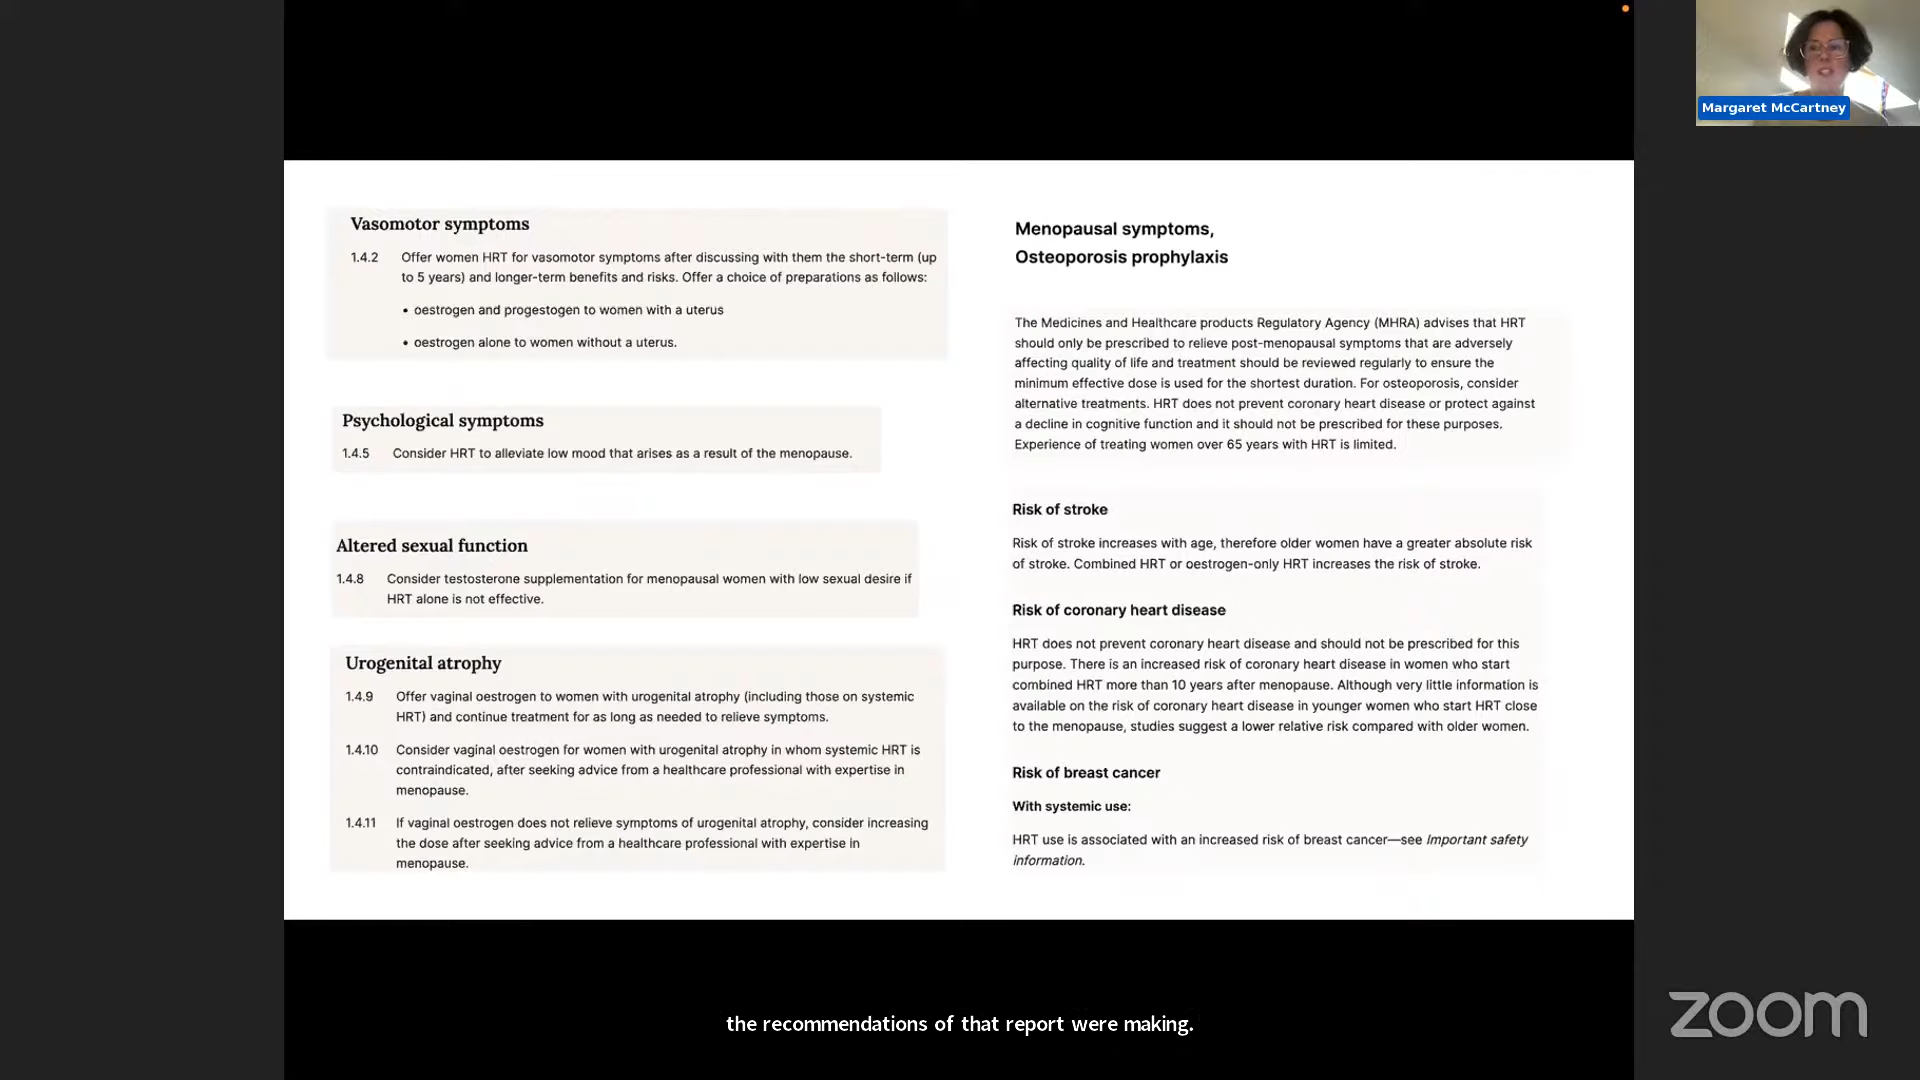 Margaret McCartney
Vasomotor symptoms
1.4.2 Offer women HRT for vasomotor symptoms after discussing with them the short-term (up
to 5 years) and longer-term benefits and risks. Offer a choice of preparations as follows:
• oestrogen and progestogen to women with a uterus
• oestrogen alone to women without a uterus.
Psychological symptoms
1.4.5 Consider HRT to alleviate low mood that arises as a result of the menopause.
Altered sexual function
1.4.8 Consider testosterone supplementation for menopausal women with low sexual desire if
HRT alone is not effective.
Urogenital atrophy
1.4.9 Offer vaginal oestrogen to women with urogenital atrophy (including those on systemic
HRT) and continue treatment for as long as needed to relieve symptoms.
1.4.10 Consider vaginal oestrogen for women with urogenital atrophy in whom systemic HRT is
contraindicated, after seeking advice from a healthcare professional with expertise in
menopause.
1.4.11 If vaginal oestrogen does not relieve symptoms of urogenital atrophy, consider increasing
the dose after seeking advice from a healthcare professional with expertise in
menopause.
Menopausal symptoms,
Osteoporosis prophylaxis
The Medicines and Healthcare products Regulatory Agency (MHRA) advises that HRT
should only be prescribed to relieve post-menopausal symptoms that are adversely
affecting quality of life and treatment should be reviewed regularly to ensure the
minimum effective dose is used for the shortest duration. For osteoporosis, consider
alternative treatments. HRT does not prevent coronary heart disease or protect against
a decline in cognitive function and it should not be prescribed for these purposes.
Experience of treating women over 65 years with HRT is limited.
Risk of stroke
Risk of stroke increases with age, therefore older women have a greater absolute risk
of stroke. Combined HRT or oestrogen-only HRT increases the risk of stroke.
Risk of coronary heart disease
HRT does not prevent coronary heart disease and should not be prescribed for this
purpose. There is an increased risk of coronary heart disease in women who start
combined HRT more than 10 years after menopause. Although very little information is
available on the risk of coronary heart disease in younger women who start HRT close
to the menopause, studies suggest a lower relative risk compared with older women.
Risk of breast cancer
With systemic use:
HRT use is associated with an increased risk of breast cancer—see Important safety
information.
the recommendations of that report were making.
zoom